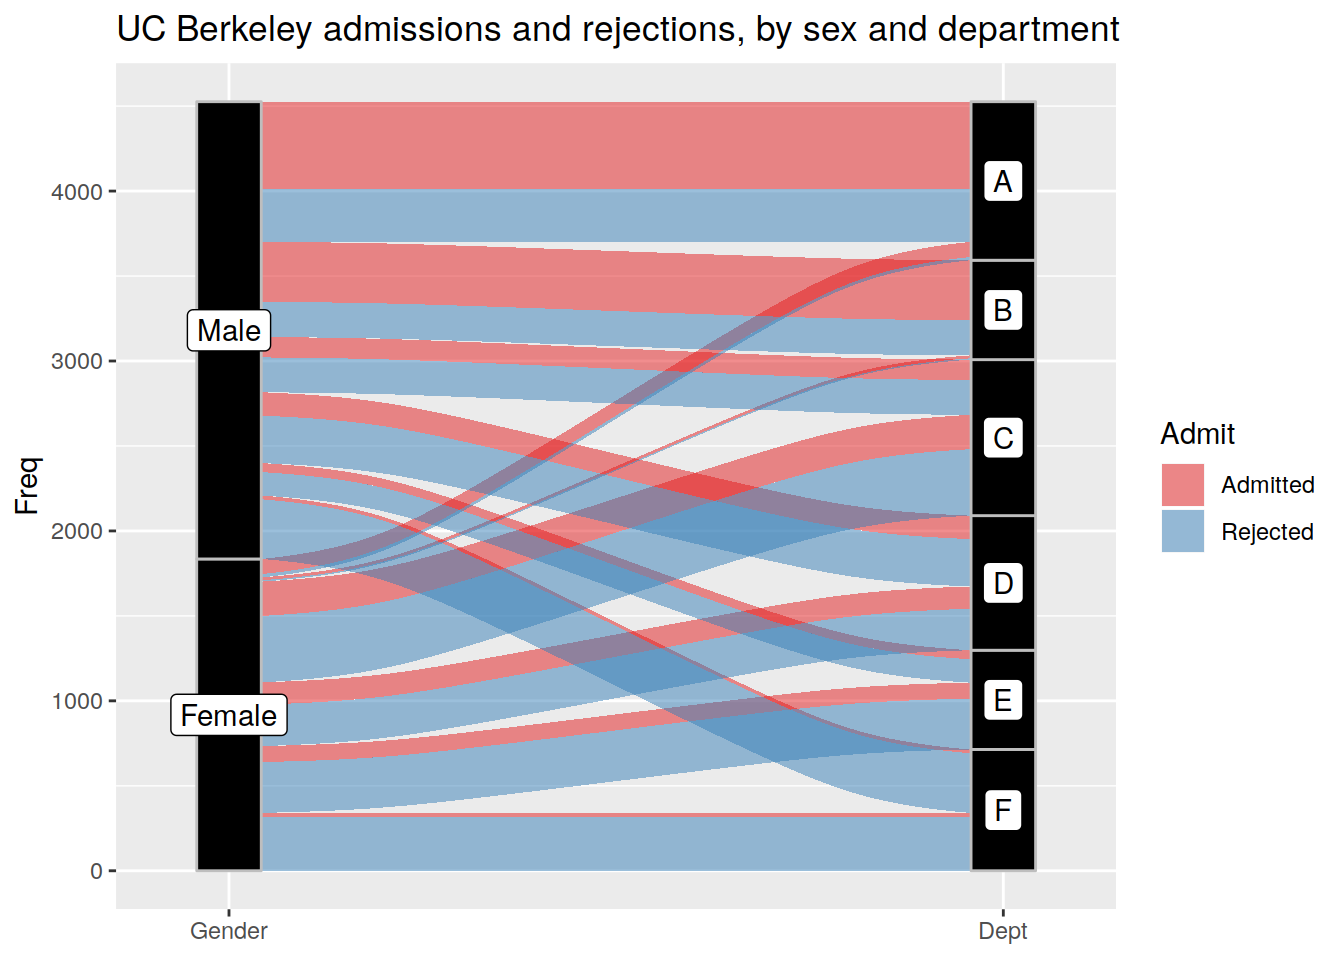 UC Berkeley admissions and rejections, by sex and department
Freq
4000
3000
2000
1000
0
Male
Female
A
B
C
D
E
F
Gender
Dept
Admit
Admitted
Rejected